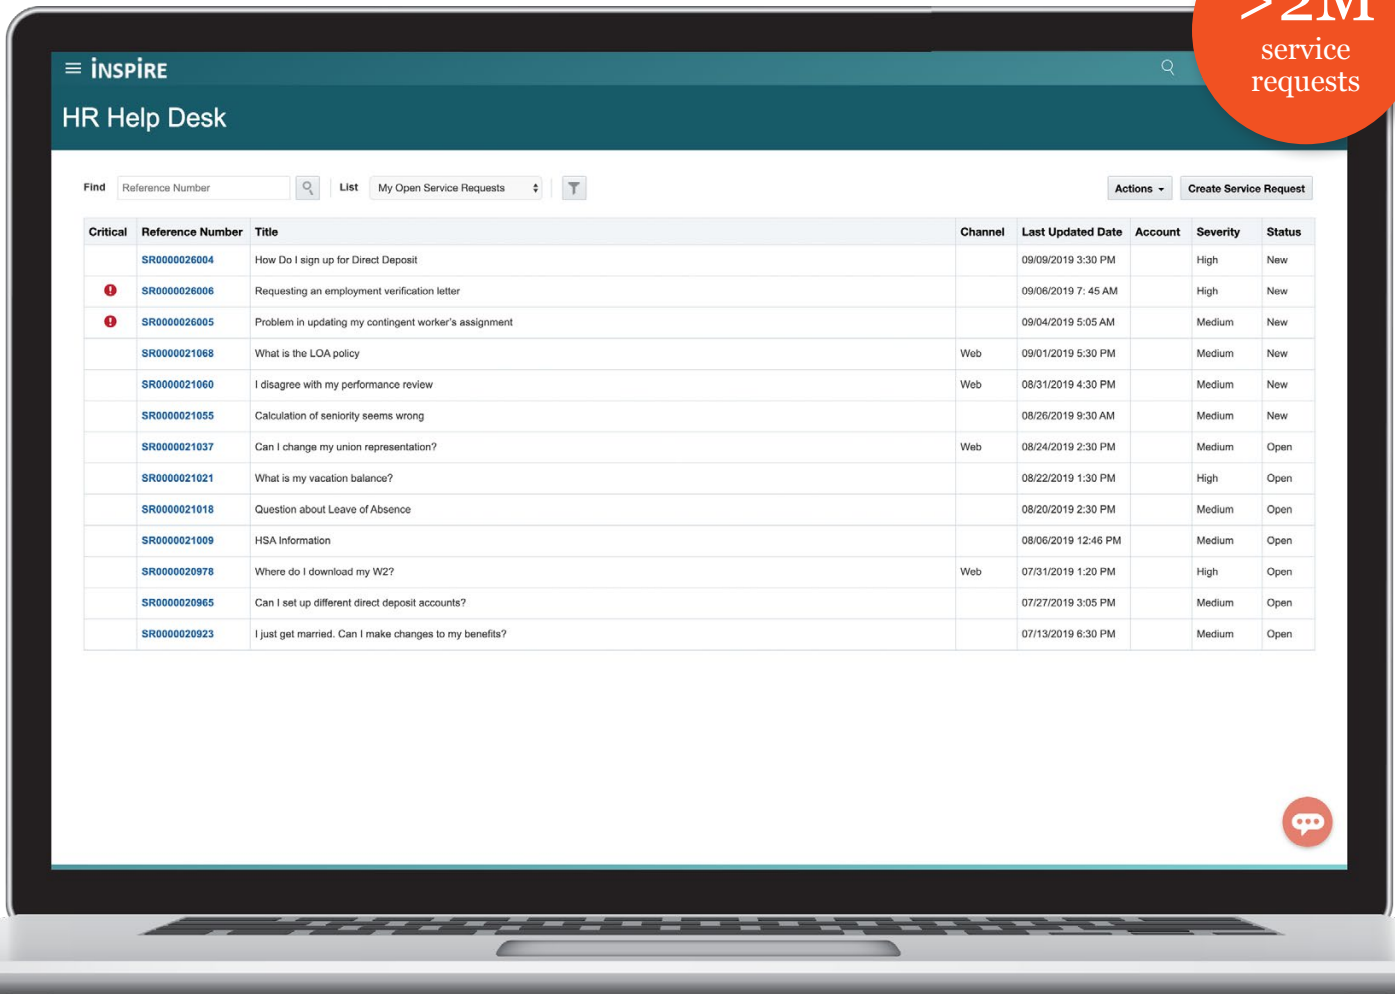 >2M
service
requests
iNSPiRE
HR Help Desk
Find Reference Number List My Open Service Requests Actions Create Service Request
Critical Reference Number Title Channel Last Updated Date Account Severity Status
SR0000026004 How Do I sign up for Direct Deposit 09/09/2019 3:30 PM High New
SR0000026006 Requesting an employment verification letter 09/06/2019 7: 45 AM High New
SR0000026005 Problem in updating my contingent worker's assignment 09/04/2019 5:05 AM Medium New
SR0000021068 What is the LOA policy Web 09/01/2019 5:30 PM Medium New
SR0000021060 I disagree with my performance review Web 08/31/2019 4:30 PM Medium New
SR0000021055 Calculation of seniority seems wrong 08/26/2019 9:30 AM Medium New
SR0000021037 Can I change my union representation? Web 08/24/2019 2:30 PM Medium Open
SR0000021021 What is my vacation balance? 08/22/2019 1:30 PM High Open
SR0000021018 Question about Leave of Absence 08/20/2019 2:30 PM Medium Open
SR0000021009 HSA Information 08/06/2019 12:46 PM Medium Open
SR0000020978 Where do I download my W2? Web 07/31/2019 1:20 PM High Open
SR0000020965 Can I set up different direct deposit accounts? 07/27/2019 3:05 PM Medium Open
SR0000020923 I just get married. Can I make changes to my benefits? 07/13/2019 6:30 PM Medium Open